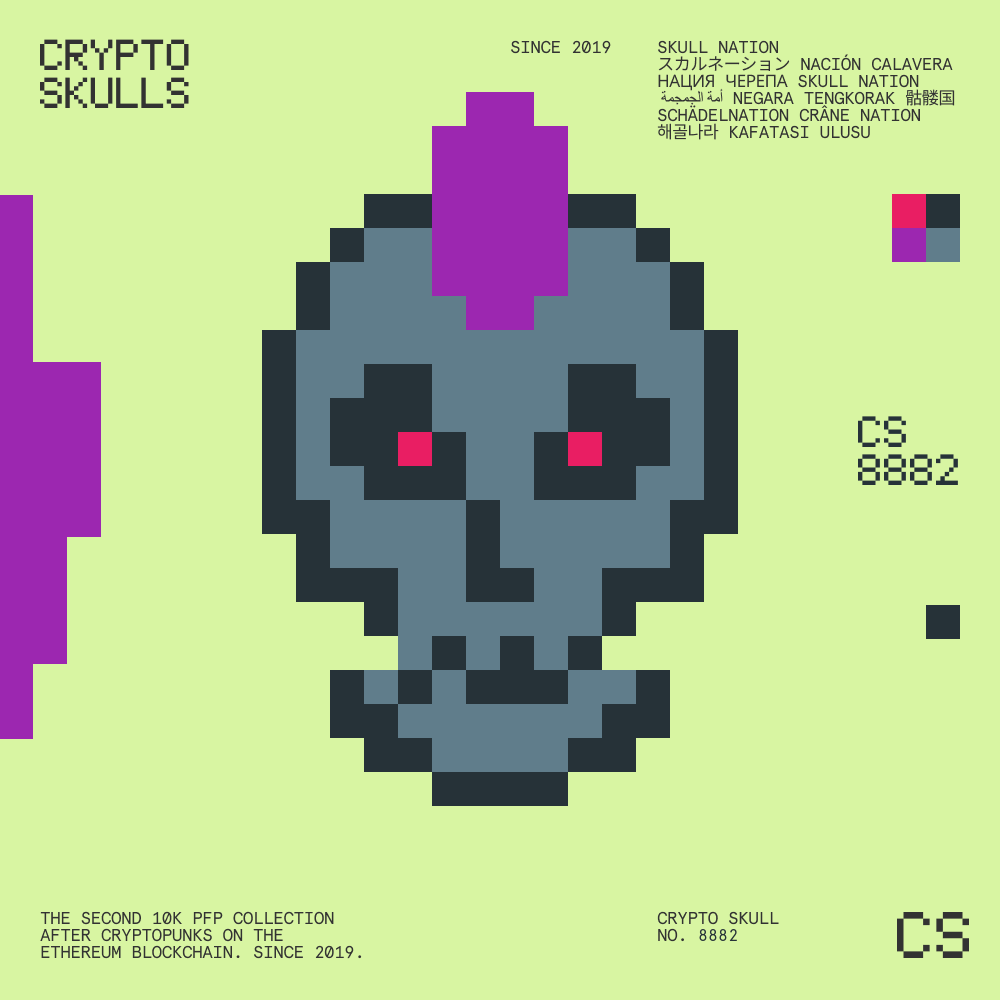 CRYPTO
SKULLS
SINCE 2019
SKULL NATION
スカルネーション NACIÓN CALAVERA
НАЦИЯ ЧЕРЕПА SKULL NATION
أمة الجمجمة NEGARA TENGKORAK 骷髅国
SCHÄDELNATION CRÂNE NATION
해골나라 KAFATASI ULUSU
CS
8882
THE SECOND 10K PFP COLLECTION
AFTER CRYPTOPUNKS ON THE
ETHEREUM BLOCKCHAIN. SINCE 2019.
CRYPTO SKULL
NO. 8882
CS